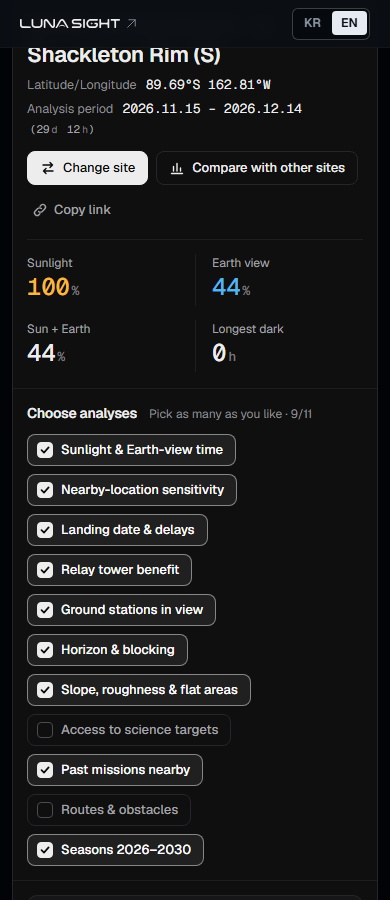 LUNA SIGHT ↗ KR EN
Shackleton Rim (S)
Latitude/Longitude 89.69°S 162.81°W
Analysis period 2026.11.15 – 2026.12.14
(29d 12h)
Change site Compare with other sites
Copy link
Sunlight Earth view
100% 44%
Sun + Earth Longest dark
44% 0h
Choose analyses Pick as many as you like · 9/11
Sunlight & Earth-view time
Nearby-location sensitivity
Landing date & delays
Relay tower benefit
Ground stations in view
Horizon & blocking
Slope, roughness & flat areas
Access to science targets
Past missions nearby
Routes & obstacles
Seasons 2026–2030